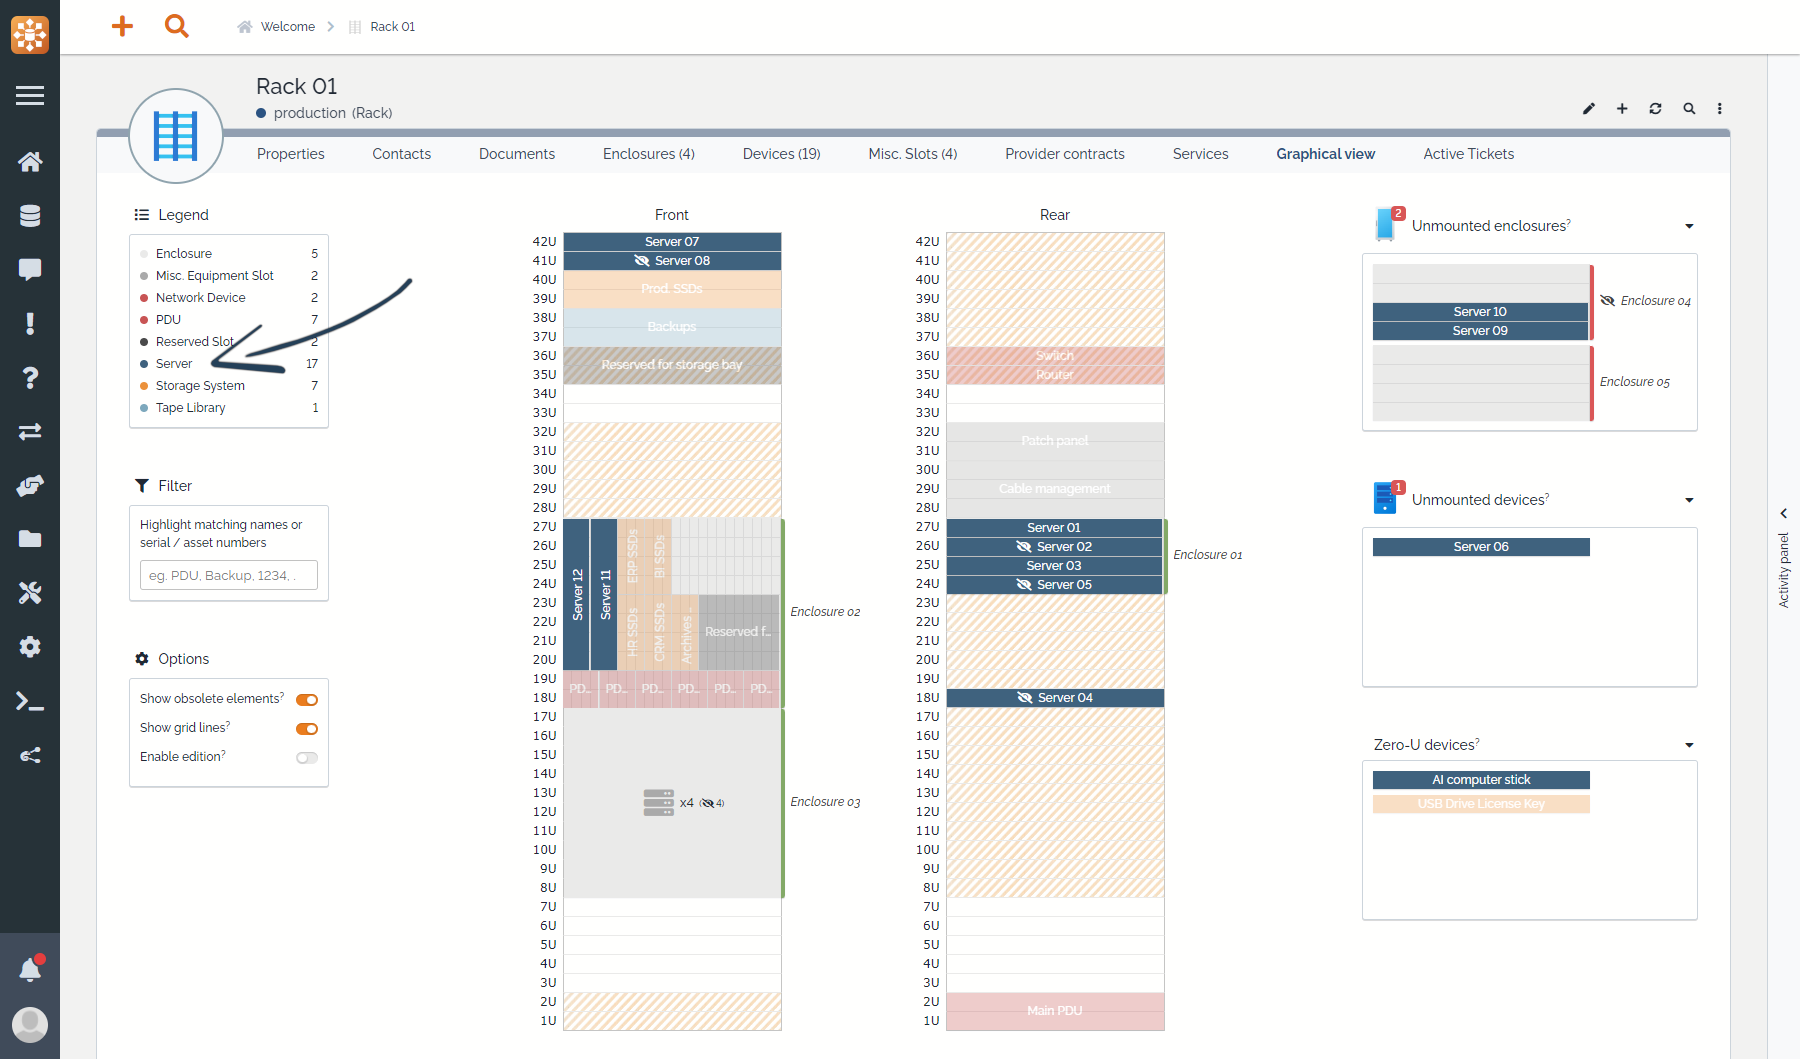 Welcome
Rack 01
Rack 01
production (Rack)
Properties
Contacts
Documents
Enclosures (4)
Devices (19)
Misc. Slots (4)
Provider contracts
Services
Graphical view
Active Tickets
Legend
Enclosure 5
Misc. Equipment Slot 2
Network Device 2
PDU 7
Reserved Slot 2
Server 17
Storage System 7
Tape Library 1
Filter
Highlight matching names or
serial / asset numbers
eg. PDU, Backup, 1234, .
Options
Show obsolete elements?
Show grid lines?
Enable edition?
Front
42U Server 07
41U Server 08
40U
Prod. SSDs
39U
38U
Backups
37U
36U
Reserved for storage bay
35U
34U
33U
32U
31U
30U
29U
28U
27U
26U
25U
24U
23U
22U
21U
20U
19U
18U
Server 12
Server 11
ERP SSDs
BI SSDs
HR SSDs
CRM SSDs
Archives ..
Reserved f...
PD... PD... PD... PD... PD... PD...
Enclosure 02
17U
16U
15U
14U
13U
x4 (4)
Enclosure 03
12U
11U
10U
9U
8U
7U
6U
5U
4U
3U
2U
1U
Rear
42U
41U
40U
39U
38U
37U
36U Switch
35U Router
34U
33U
32U
Patch panel
31U
30U
29U Cable management
28U
27U Server 01
26U Server 02
Enclosure 01
25U Server 03
24U Server 05
23U
22U
21U
20U
19U
18U Server 04
17U
16U
15U
14U
13U
12U
11U
10U
9U
8U
7U
6U
5U
4U
3U
2U
Main PDU
1U
2
Unmounted enclosures?
Enclosure 04
Server 10
Server 09
Enclosure 05
1
Unmounted devices?
Server 06
Zero-U devices?
AI computer stick
USB Drive License Key
Activity panel